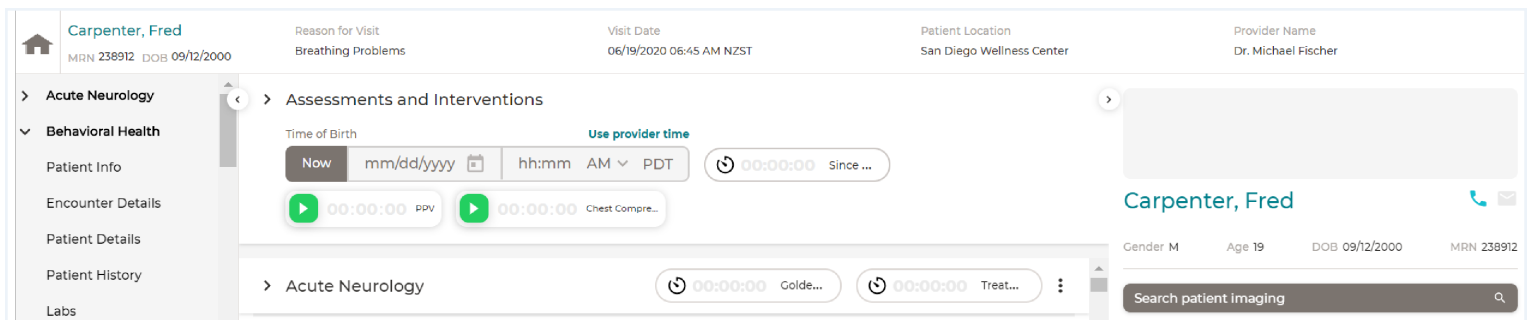 Carpenter, Fred
MRN 238912 DOB 09/12/2000
Reason for Visit
Breathing Problems
Visit Date
06/19/2020 06:45 AM NZST
Patient Location
San Diego Wellness Center
Provider Name
Dr. Michael Fischer
Acute Neurology
Behavioral Health
Patient Info
Encounter Details
Patient Details
Patient History
Labs
Assessments and Interventions
Time of Birth
Use provider time
Now mm/dd/yyyy hh:mm AM PDT
00:00:00 Since ...
00:00:00 PPV
00:00:00 Chest Compre...
Acute Neurology
00:00:00 Golde...
00:00:00 Treat...
Carpenter, Fred
Gender M Age 19 DOB 09/12/2000 MRN 238912
Search patient imaging